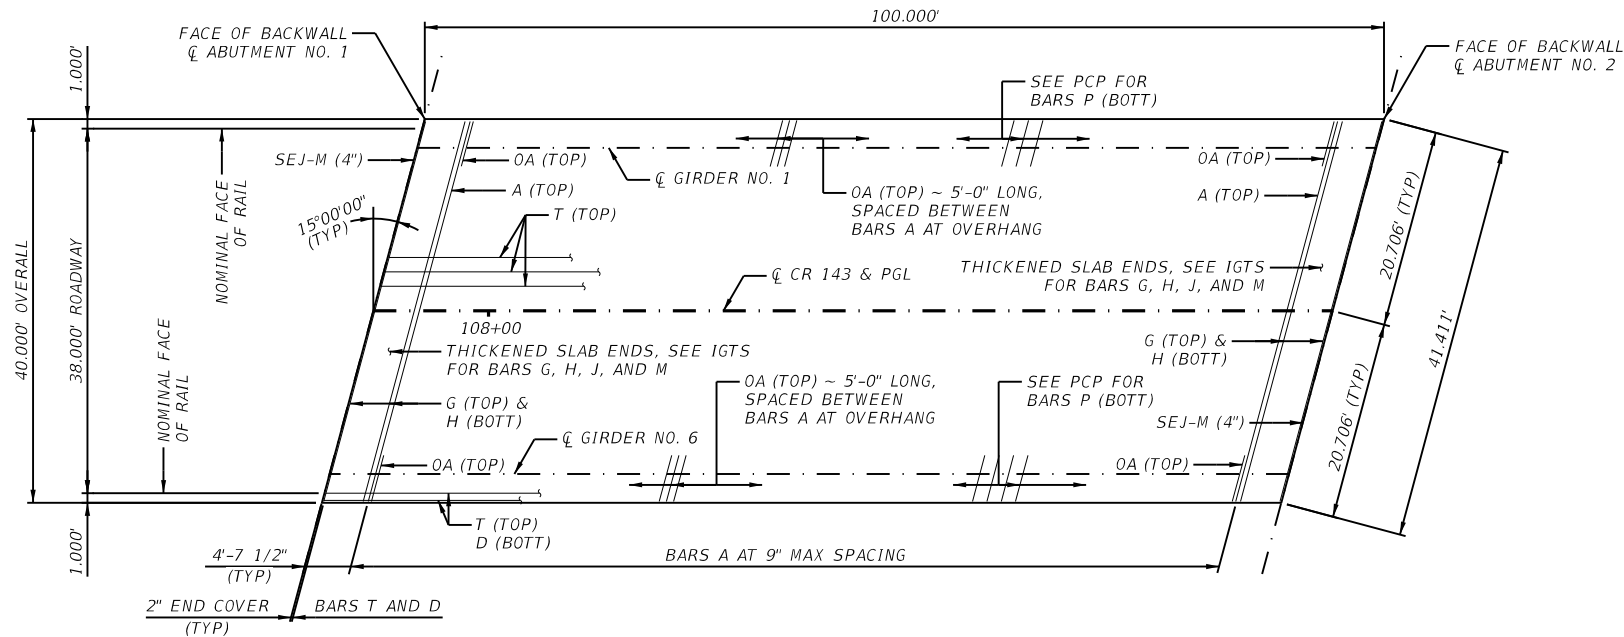 100.000'
FACE OF BACKWALL
℄ ABUTMENT NO. 1
FACE OF BACKWALL
℄ ABUTMENT NO. 2
1.000'
SEE PCP FOR
BARS P (BOTT)
SEJ-M (4")
OA (TOP)
℄ GIRDER NO. 1
OA (TOP)
A (TOP)
A (TOP)
OA (TOP) ~ 5'-0" LONG,
SPACED BETWEEN
BARS A AT OVERHANG
T (TOP)
15°00'00"
(TYP)
NOMINAL FACE
OF RAIL
40.000' OVERALL
38.000' ROADWAY
20.706' (TYP)
℄ CR 143 & PGL
THICKENED SLAB ENDS, SEE IGTS
FOR BARS G, H, J, AND M
108+00
41.411'
NOMINAL FACE
OF RAIL
THICKENED SLAB ENDS, SEE IGTS
FOR BARS G, H, J, AND M
G (TOP) &
H (BOTT)
OA (TOP) ~ 5'-0" LONG,
SPACED BETWEEN
BARS A AT OVERHANG
SEE PCP FOR
BARS P (BOTT)
G (TOP) &
H (BOTT)
SEJ-M (4")
20.706' (TYP)
℄ GIRDER NO. 6
OA (TOP)
OA (TOP)
T (TOP)
D (BOTT)
1.000'
4'-7 1/2"
(TYP)
BARS A AT 9" MAX SPACING
2" END COVER
(TYP)
BARS T AND D